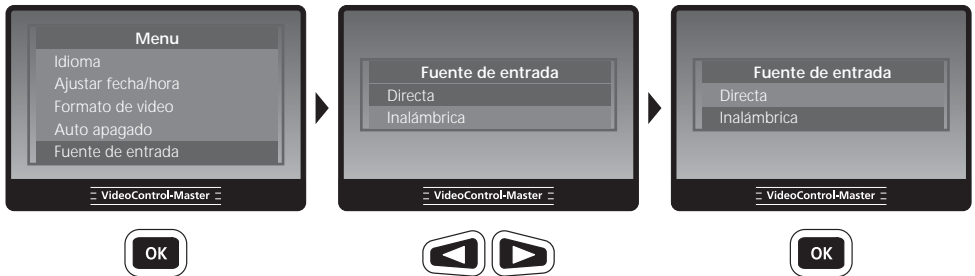 Menu
Idioma
Ajustar fecha/hora
Formato de video
Auto apagado
Fuente de entrada
VideoControl-Master
OK
Fuente de entrada
Directa
Inalámbrica
VideoControl-Master
Fuente de entrada
Directa
Inalámbrica
VideoControl-Master
OK